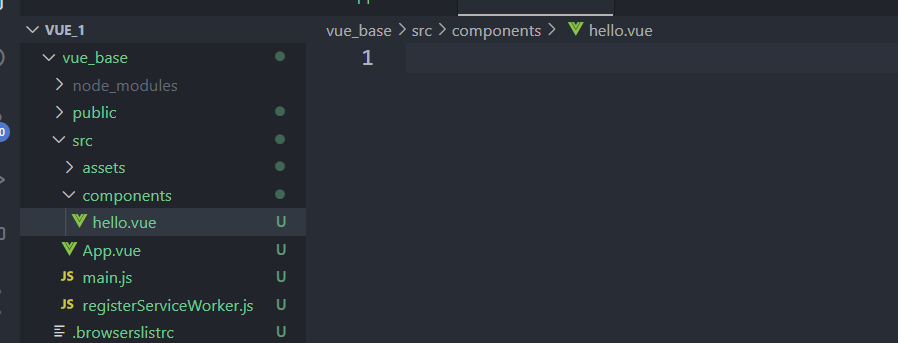 VUE_1
vue_base
node_modules
public
src
assets
components
hello.vue U
App.vue U
JS main.js U
JS registerServiceWorker.js U
.browserslistrc U
vue_base > src > components > hello.vue
1